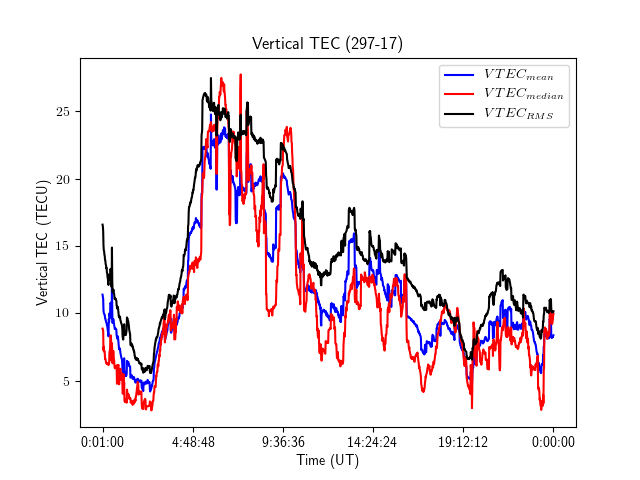 Vertical TEC (297-17)
VTEC_mean
VTEC_median
VTEC_RMS
Vertical TEC (TECU)
25
20
15
10
5
0:01:00 4:48:48 9:36:36 14:24:24 19:12:12 0:00:00
Time (UT)